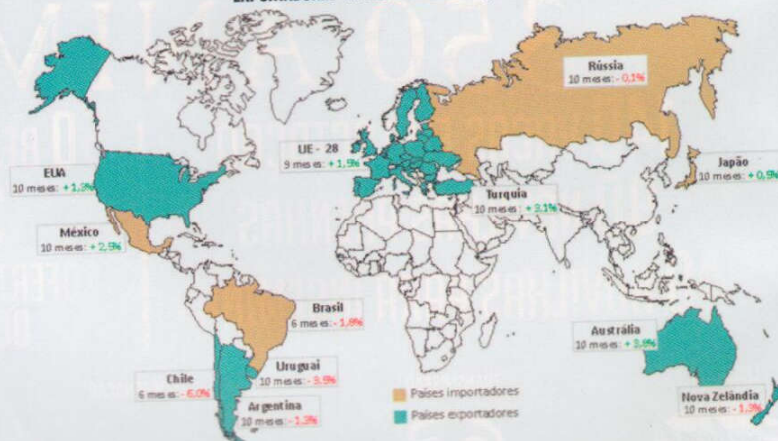 Rússia
10 meses: - 0,1%
UE - 28
9 meses: + 1,5%
EUA
10 meses: + 1,3%
Japão
10 meses: + 0,9%
Turquia
10 meses: + 3,1%
México
10 meses: + 2,5%
Brasil
6 meses: - 1,8%
Austrália
10 meses: + 3,8%
Uruguai
10 meses: - 3,9%
Chile
6 meses: - 6,0%
Argentina
10 meses: - 1,3%
Nova Zelândia
10 meses: - 1,3%
Países importadores
Países exportadores